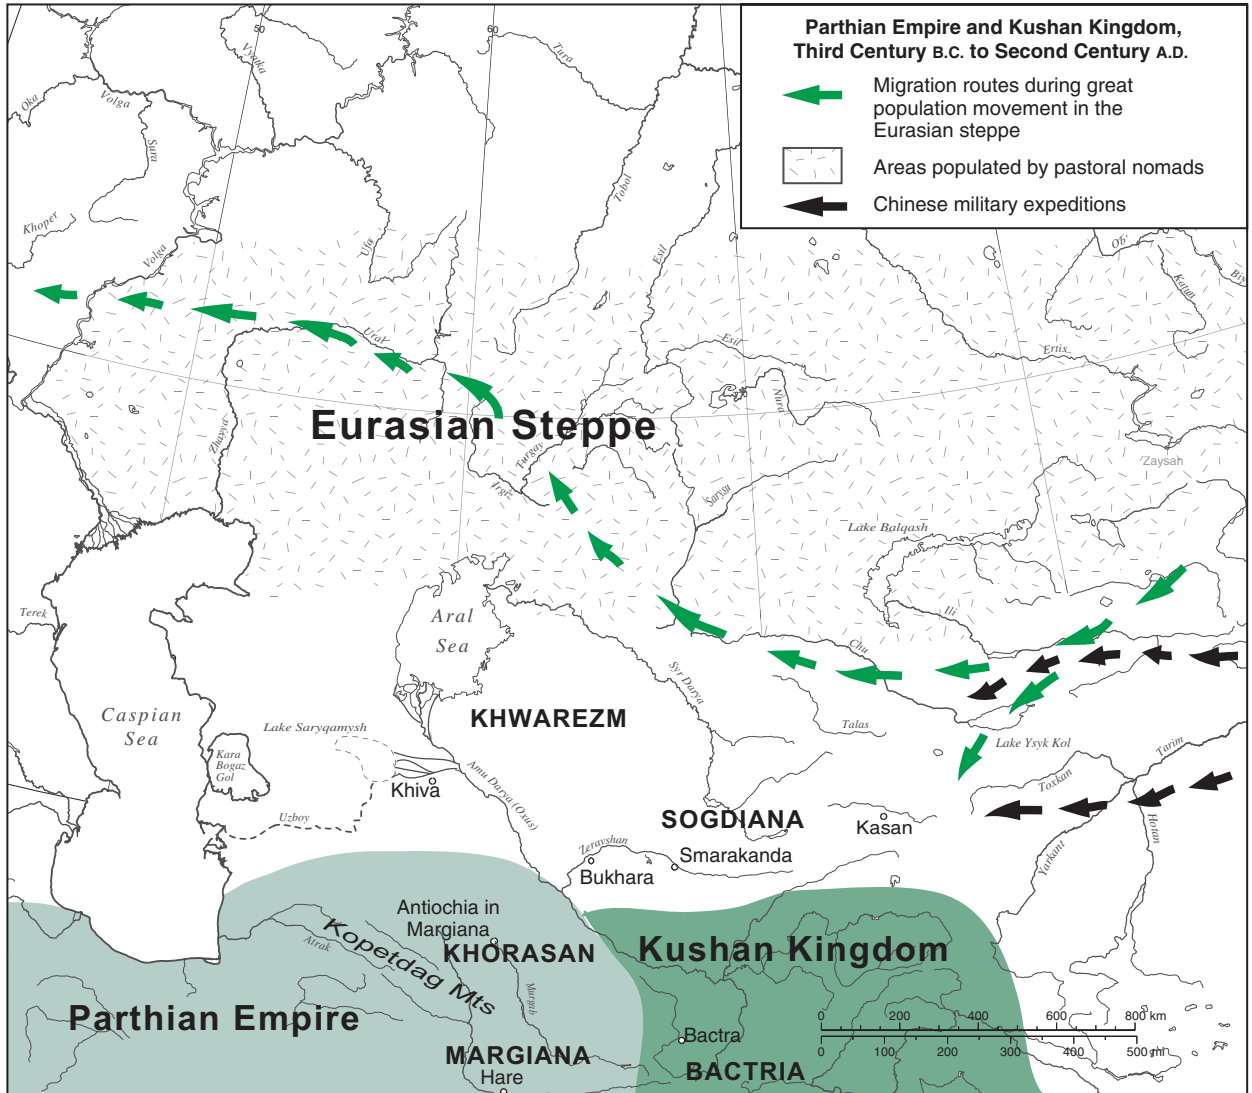 Parthian Empire and Kushan Kingdom,
Third Century B.C. to Second Century A.D.
Migration routes during great
population movement in the
Eurasian steppe
Areas populated by pastoral nomads
Chinese military expeditions
50
60
Vyatka
Tura
Oka
Volga
Sura
Tobol
Khoper
Volga
Ufa
Esil
Ob'
Katun
Biy
Ural
Esil
Ertis
Nura
Eurasian Steppe
Zhayya
Turgay
Irgiz
Sarysu
Zaysan
Lake Balqash
Terek
Aral
Sea
Ili
Chu
Syr Darya
Caspian
Sea
Lake Saryqamysh
KHWAREZM
Talas
Lake Ysyk Kol
Tarim
Kara
Bogaz
Gol
Khiva
Amu Darya (Oxus)
Toxkan
Uzboy
SOGDIANA
Kasan
Hotan
Zeravshan
Smarakanda
Bukhara
Yarkant
Antiochia in
Margiana
Kopetdag Mts
Atrak
KHORASAN
Kushan Kingdom
Murgab
Parthian Empire
0 200 400 600 800 km
0 100 200 300 400 500 mi
Bactra
MARGIANA
Hare
BACTRIA